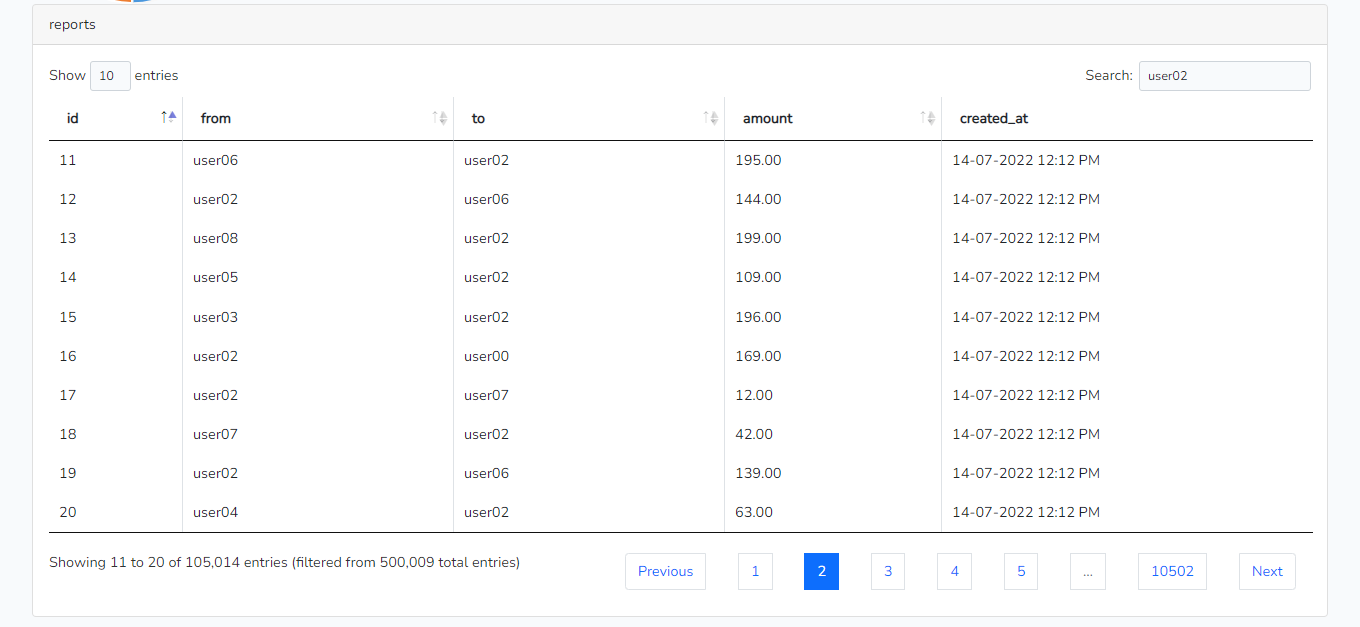 reports
Show 10 entries Search: user02
id from to amount created_at
11 user06 user02 195.00 14-07-2022 12:12 PM
12 user02 user06 144.00 14-07-2022 12:12 PM
13 user08 user02 199.00 14-07-2022 12:12 PM
14 user05 user02 109.00 14-07-2022 12:12 PM
15 user03 user02 196.00 14-07-2022 12:12 PM
16 user02 user00 169.00 14-07-2022 12:12 PM
17 user02 user07 12.00 14-07-2022 12:12 PM
18 user07 user02 42.00 14-07-2022 12:12 PM
19 user02 user06 139.00 14-07-2022 12:12 PM
20 user04 user02 63.00 14-07-2022 12:12 PM
Showing 11 to 20 of 105,014 entries (filtered from 500,009 total entries) Previous 1 2 3 4 5 … 10502 Next